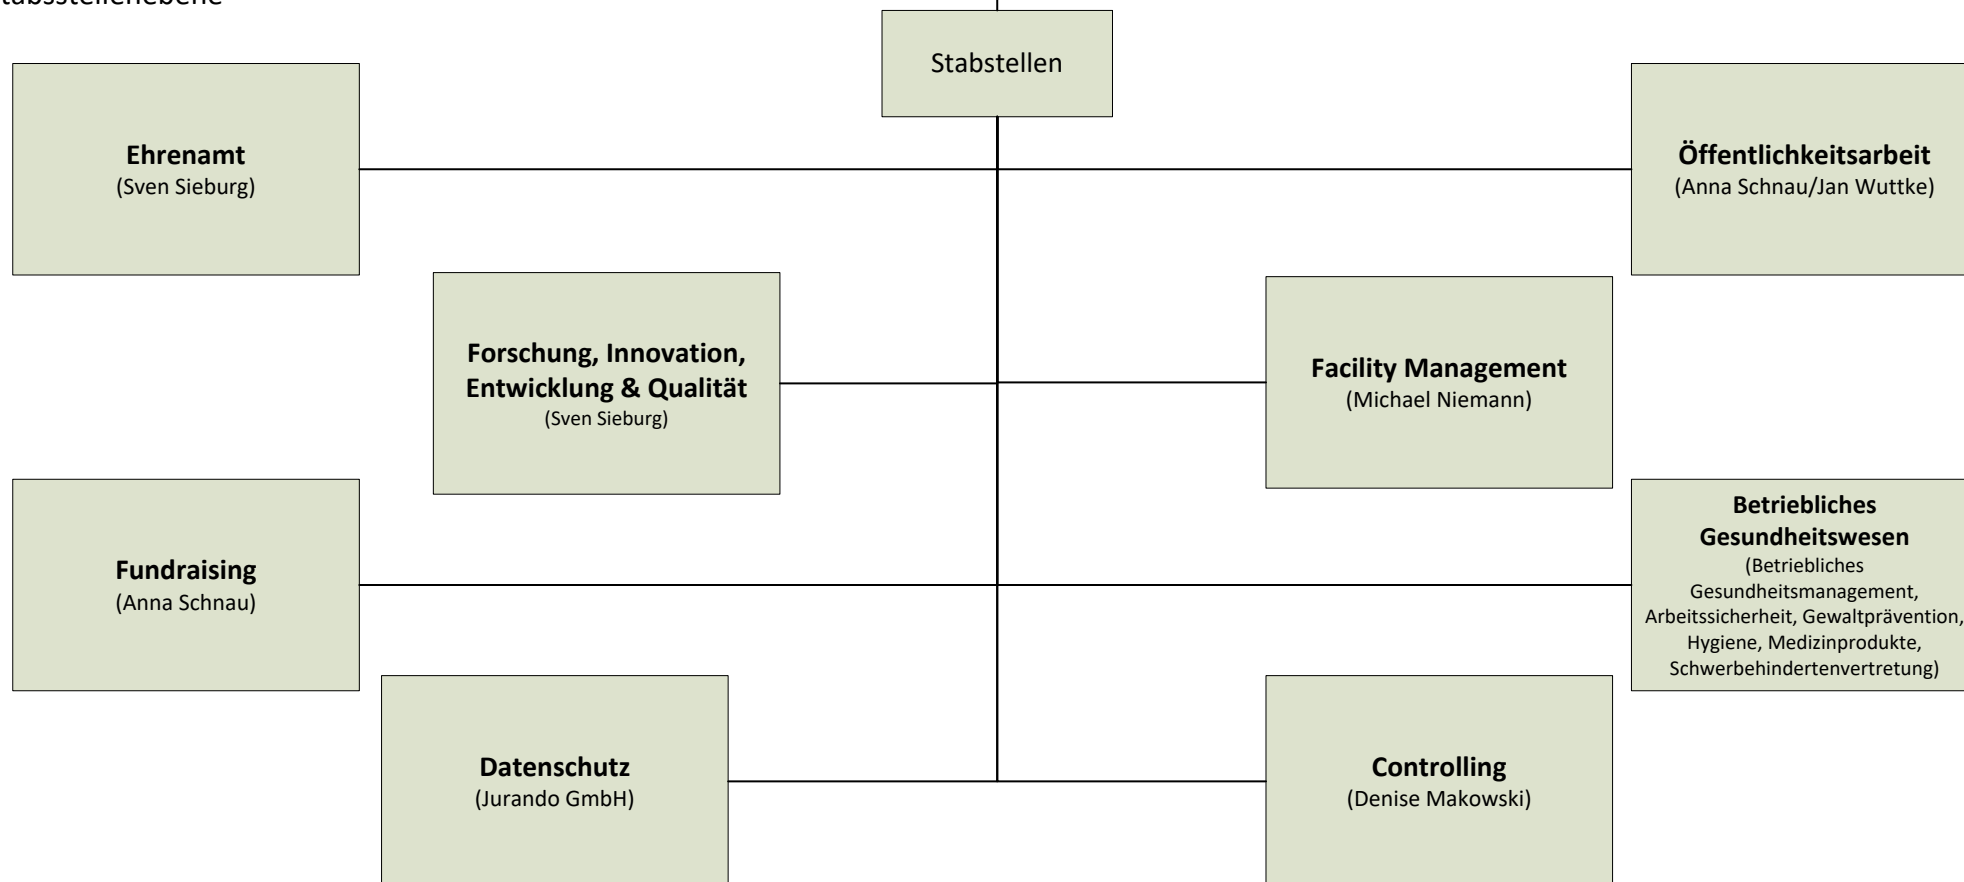 Stabstellen
Ehrenamt
(Sven Sieburg)
Öffentlichkeitsarbeit
(Anna Schnau/Jan Wuttke)
Forschung, Innovation,
Entwicklung & Qualität
(Sven Sieburg)
Facility Management
(Michael Niemann)
Fundraising
(Anna Schnau)
Betriebliches
Gesundheitswesen
(Betriebliches
Gesundheitsmanagement,
Arbeitssicherheit, Gewaltprävention,
Hygiene, Medizinprodukte,
Schwerbehindertenvertretung)
Datenschutz
(Jurando GmbH)
Controlling
(Denise Makowski)